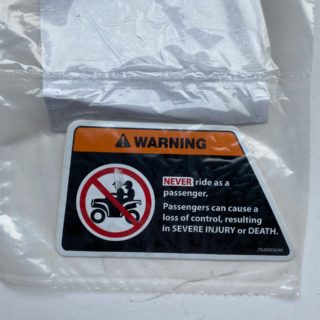 WARNING
NEVER ride as a
passenger.
Passengers can cause a
loss of control, resulting
in SEVERE INJURY or DEATH.